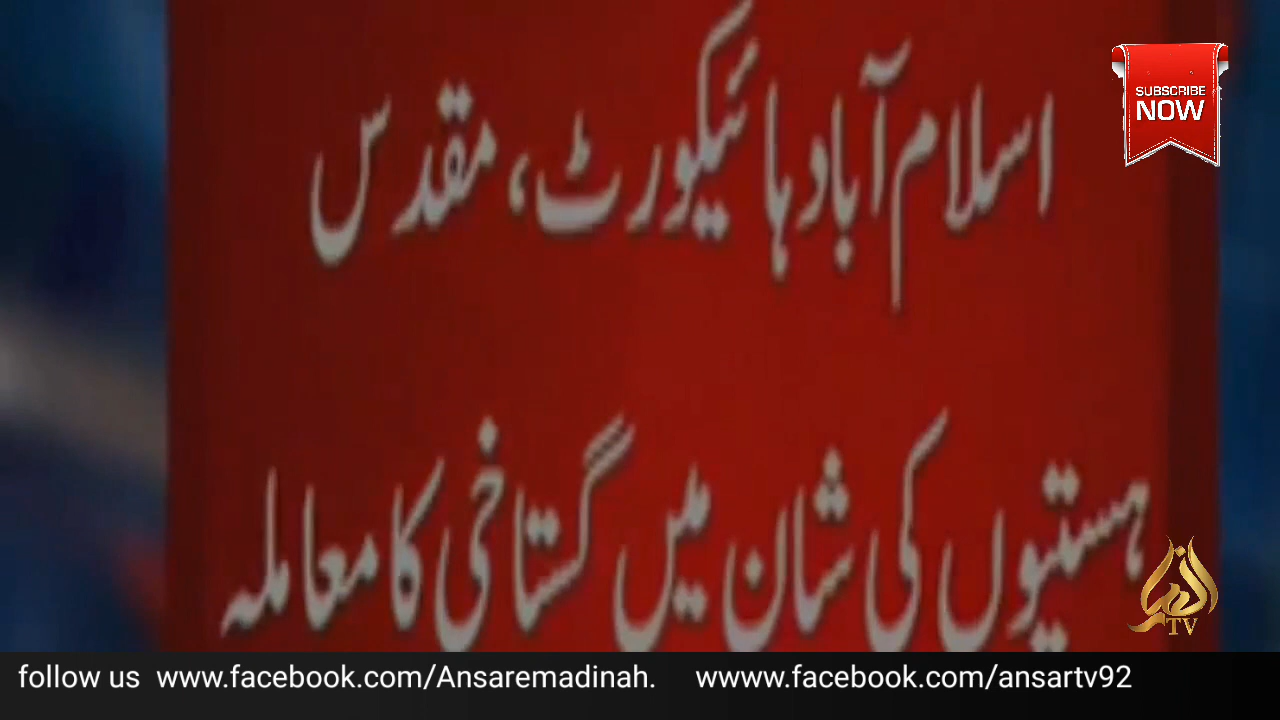 اسلام آباد ہائیکورٹ، مقدس
ہستیوں کی شان میں گستاخی کا معاملہ
SUBSCRIBE
NOW
TV
follow us www.facebook.com/Ansaremadinah. wwww.facebook.com/ansartv92